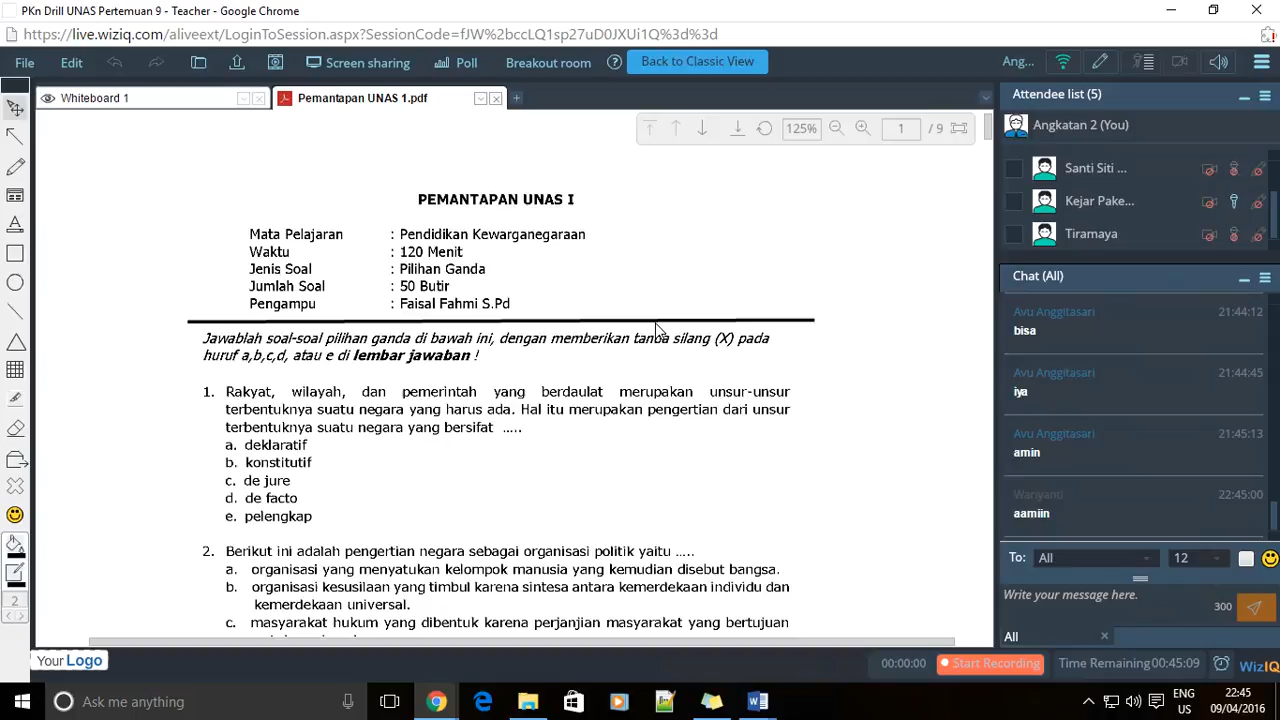 PKn Drill UNAS Pertemuan 9 - Teacher - Google Chrome
https://live.wiziq.com/aliveext/LoginToSession.aspx?SessionCode=fJW%2bccLQ1sp27uD0JXUi1Q%3d%3d
File Edit Screen sharing Poll Breakout room ? Back to Classic View Ang...
Whiteboard 1 Pemantapan UNAS 1.pdf
125% 1 / 9
PEMANTAPAN UNAS I
Mata Pelajaran : Pendidikan Kewarganegaraan
Waktu : 120 Menit
Jenis Soal : Pilihan Ganda
Jumlah Soal : 50 Butir
Pengampu : Faisal Fahmi S.Pd
Jawablah soal-soal pilihan ganda di bawah ini, dengan memberikan tanda silang (X) pada
huruf a,b,c,d, atau e di lembar jawaban !
1. Rakyat, wilayah, dan pemerintah yang berdaulat merupakan unsur-unsur
terbentuknya suatu negara yang harus ada. Hal itu merupakan pengertian dari unsur
terbentuknya suatu negara yang bersifat .....
a. deklaratif
b. konstitutif
c. de jure
d. de facto
e. pelengkap
2. Berikut ini adalah pengertian negara sebagai organisasi politik yaitu .....
a. organisasi yang menyatukan kelompok manusia yang kemudian disebut bangsa.
b. organisasi kesusilaan yang timbul karena sintesa antara kemerdekaan individu dan
kemerdekaan universal.
c. masyarakat hukum yang dibentuk karena perjanjian masyarakat yang bertujuan
2
Attendee list (5)
Angkatan 2 (You)
Santi Siti ...
Kejar Pake...
Tiramaya
Chat (All)
Avu Anggitasari 21:44:12
bisa
Avu Anggitasari 21:44:45
iya
Avu Anggitasari 21:45:13
amin
Wariyanti 22:45:00
aamiin
To: All 12
Write your message here.
300
All
Your Logo 00:00:00 Start Recording Time Remaining 00:45:09 WizIQ
Ask me anything
ENG 22:45
US 09/04/2016